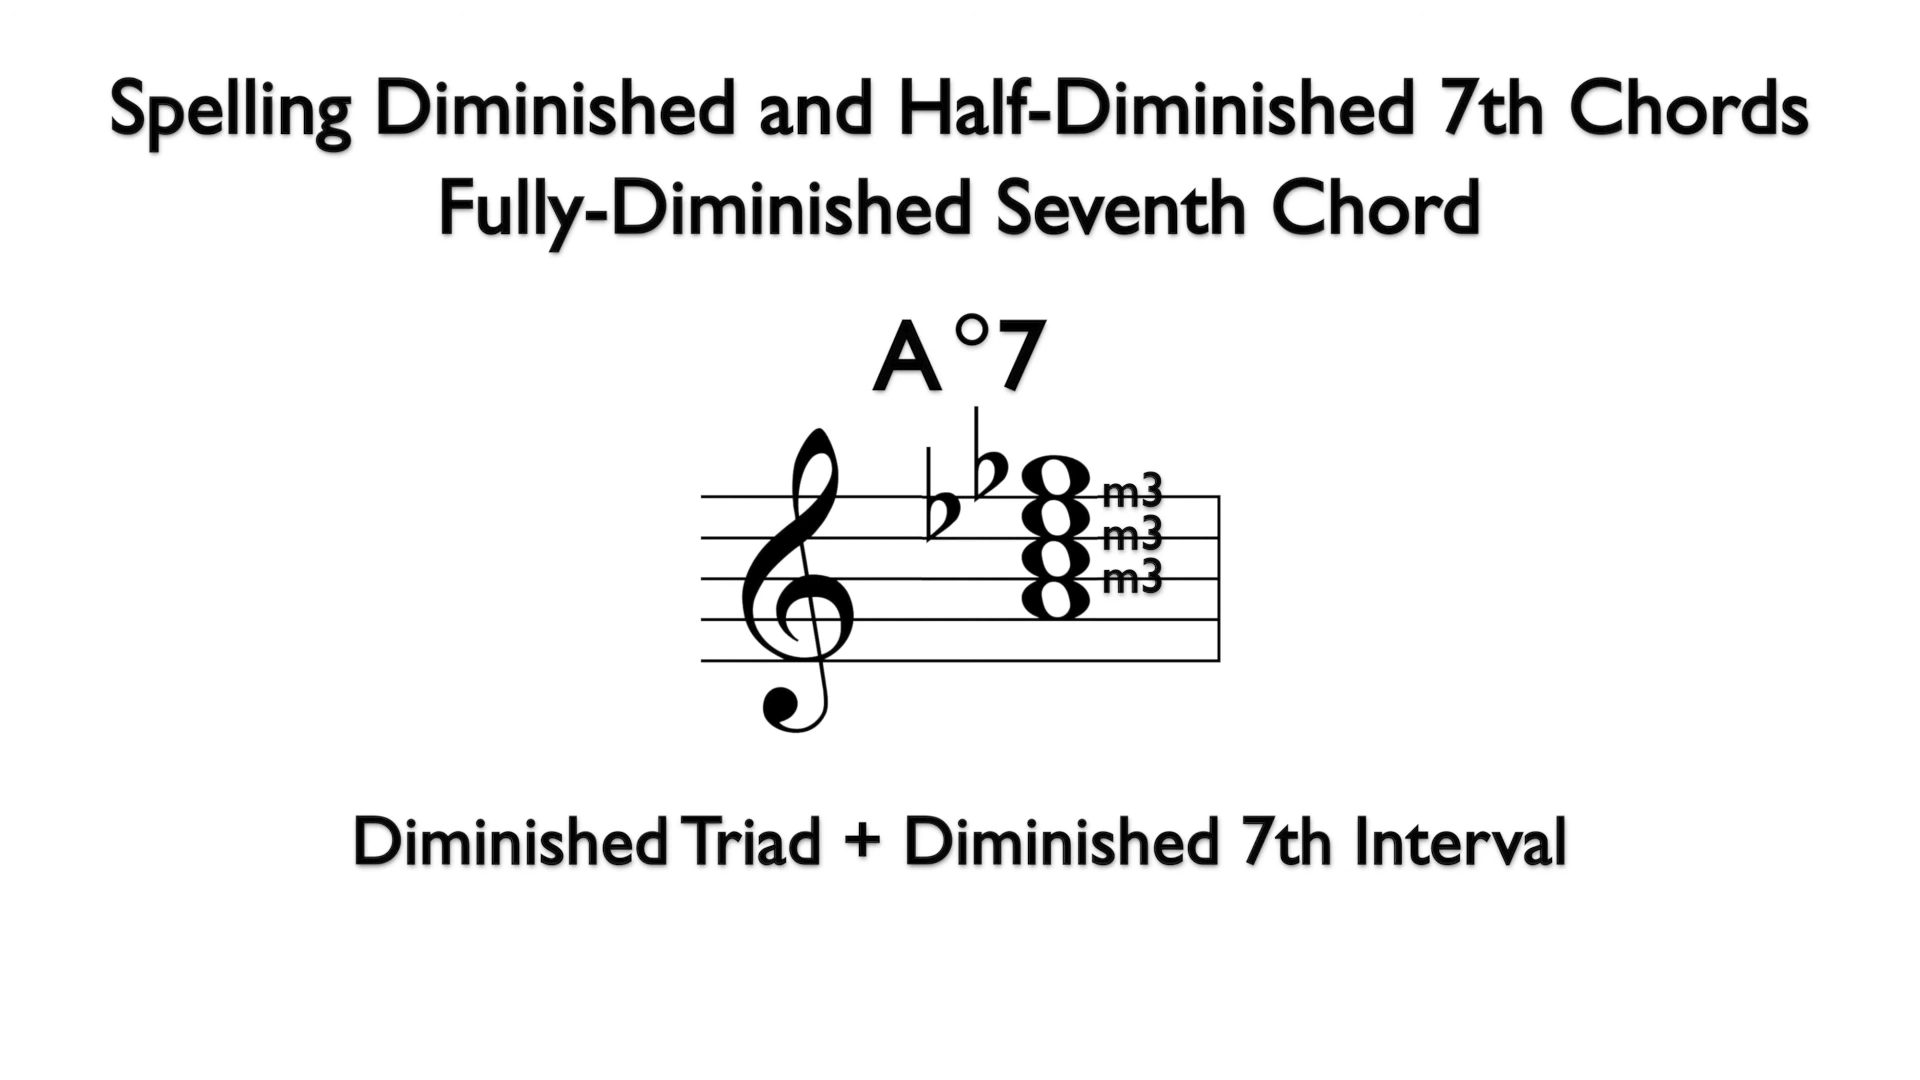 Spelling Diminished and Half-Diminished 7th Chords
Fully-Diminished Seventh Chord
A°7
m3
m3
m3
Diminished Triad + Diminished 7th Interval